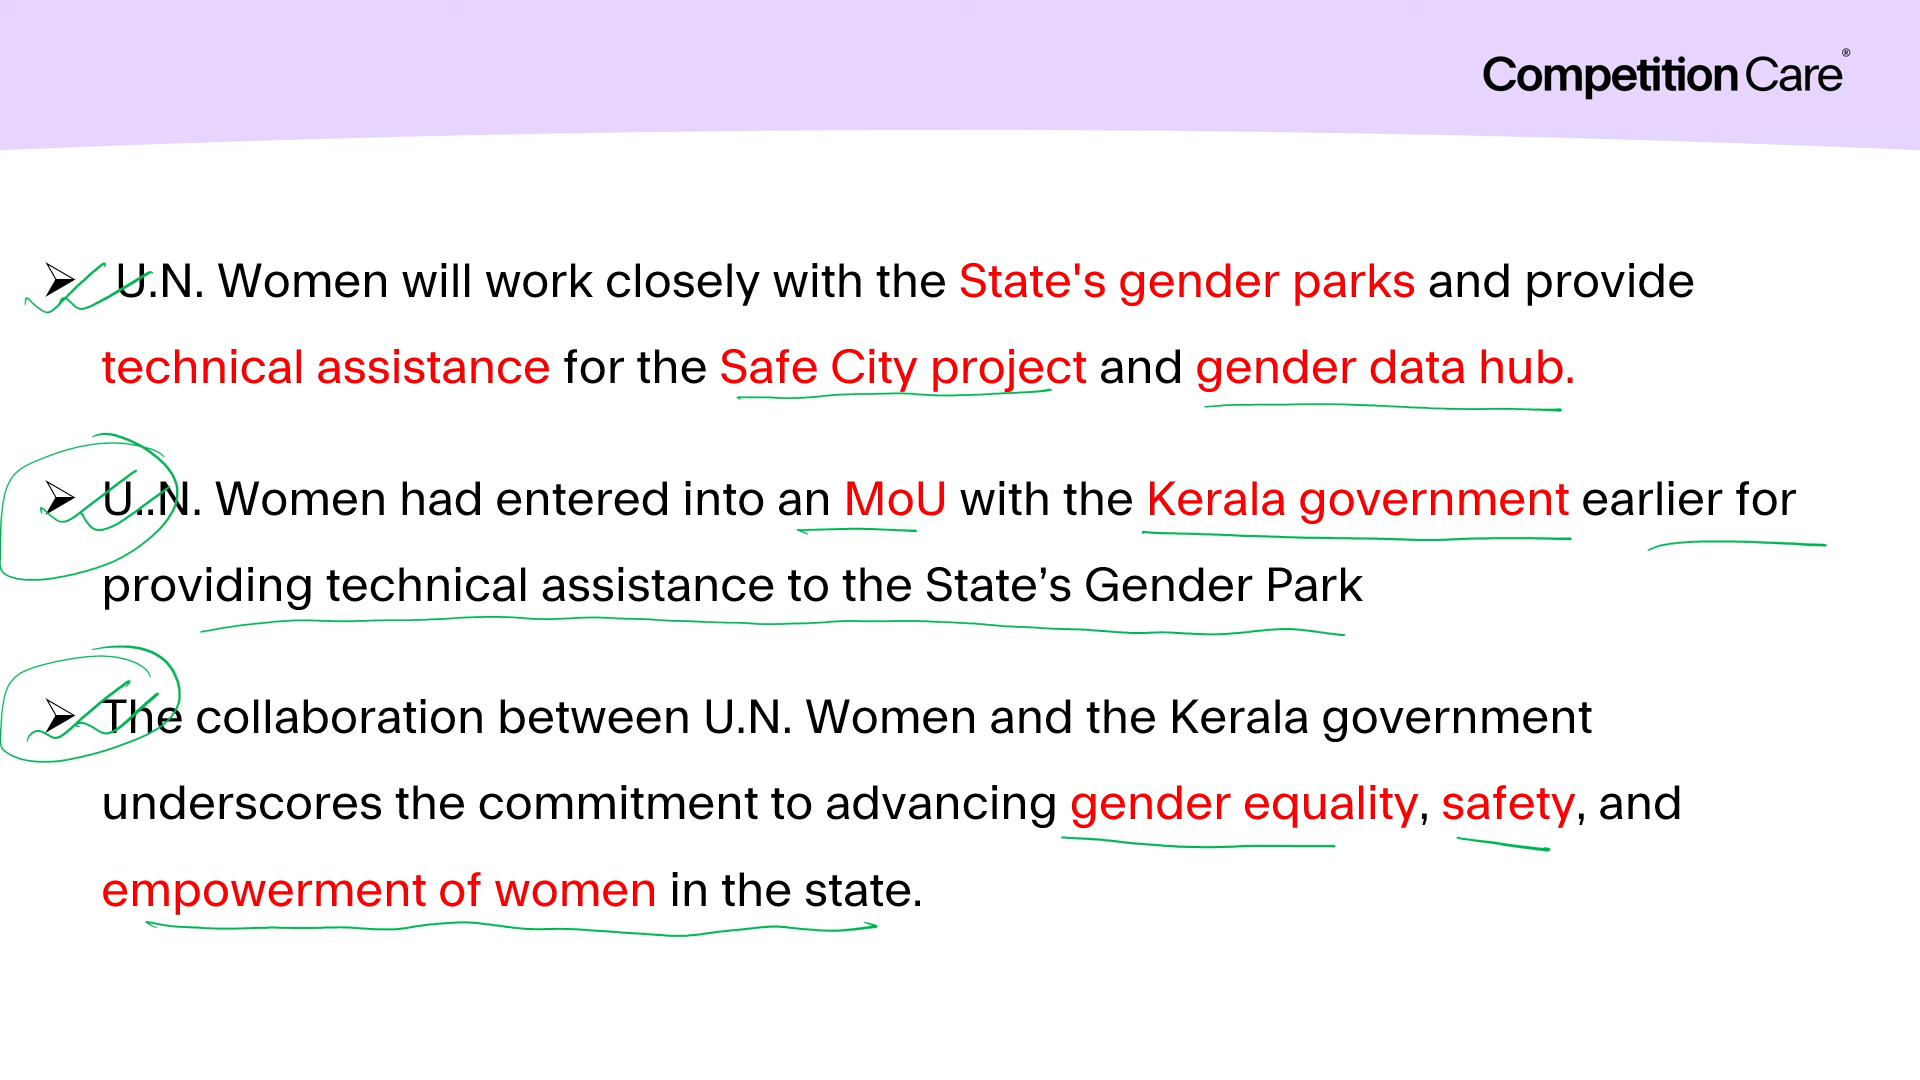 Competition Care®
➢ U.N. Women will work closely with the State's gender parks and provide
technical assistance for the Safe City project and gender data hub.
➢ U..N. Women had entered into an MoU with the Kerala government earlier for
providing technical assistance to the State’s Gender Park
➢ The collaboration between U.N. Women and the Kerala government
underscores the commitment to advancing gender equality, safety, and
empowerment of women in the state.